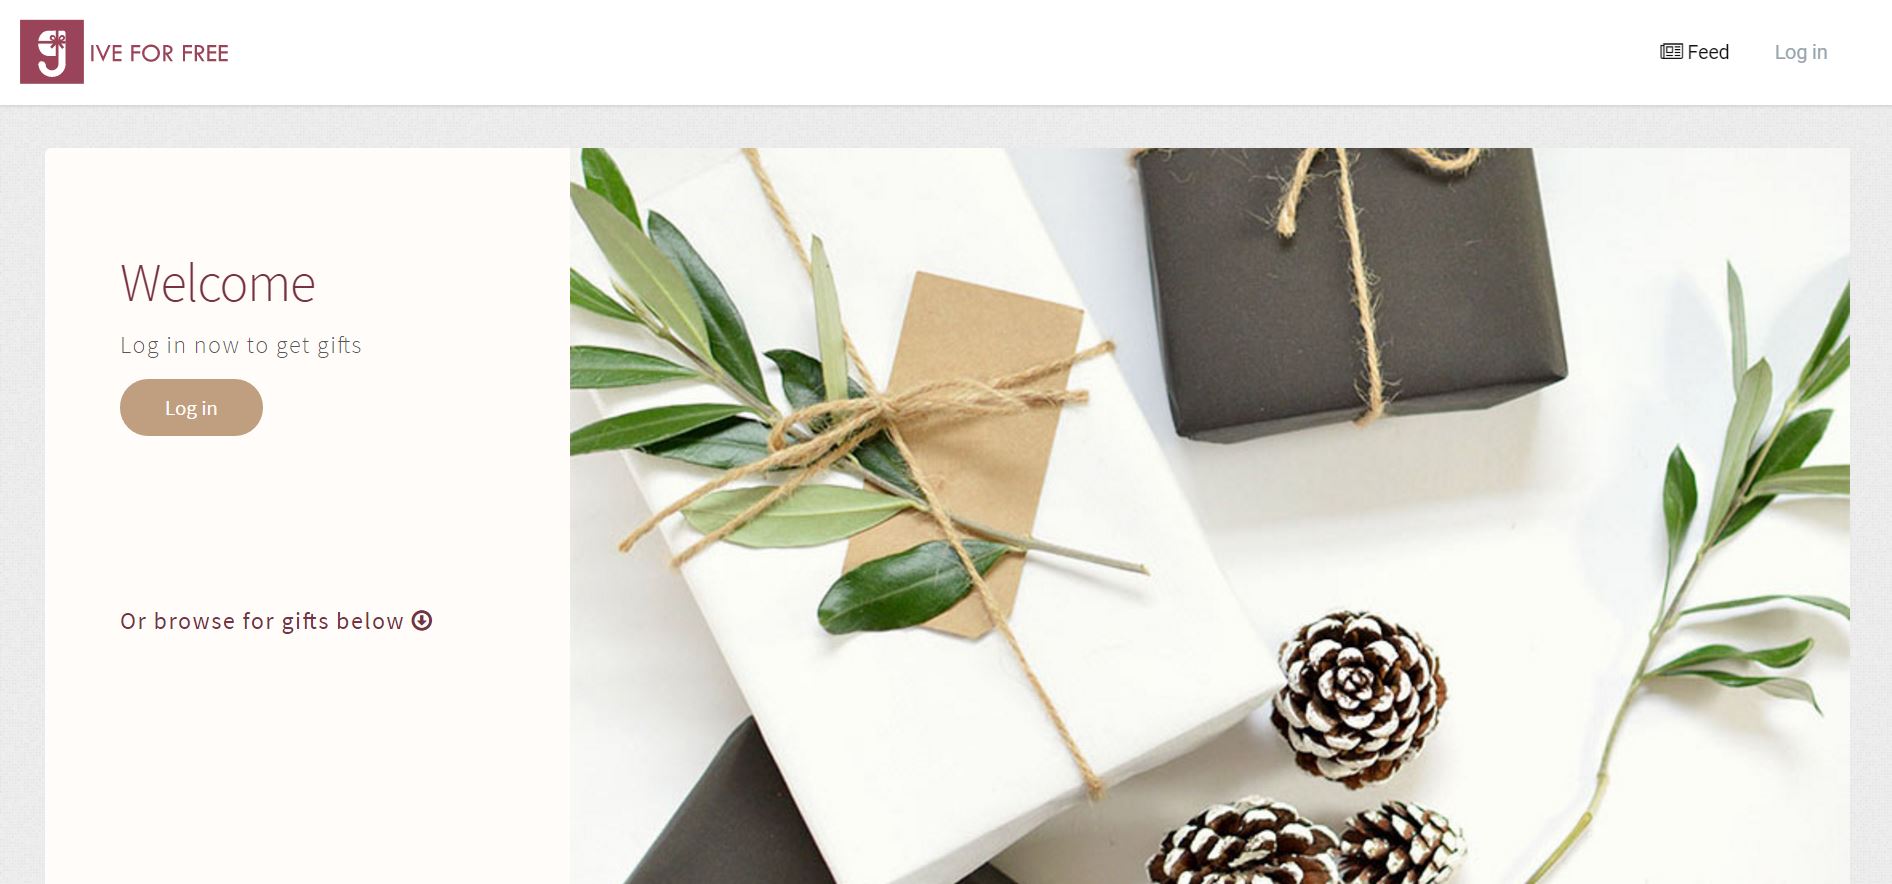 g IVE FOR FREE
Feed
Log in
Welcome
Log in now to get gifts
Log in
Or browse for gifts below